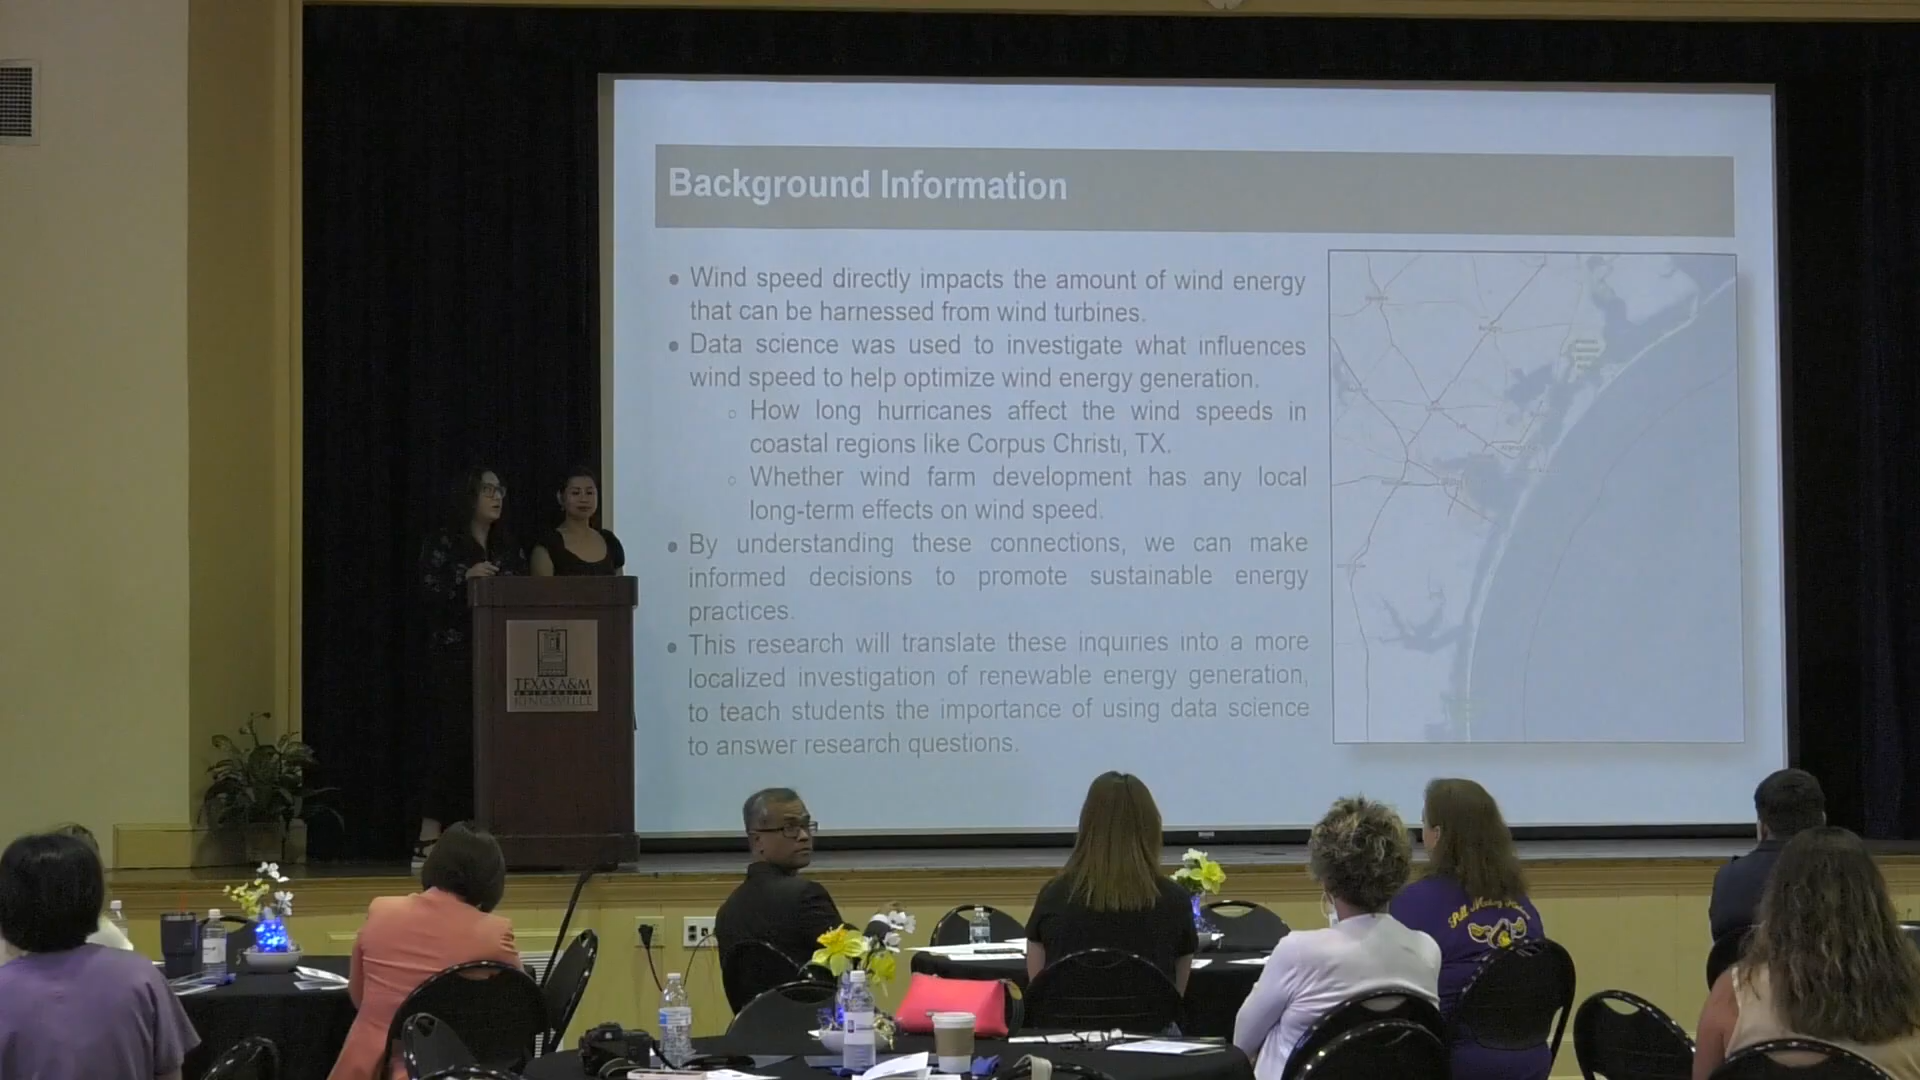 Background Information
• Wind speed directly impacts the amount of wind energy
that can be harnessed from wind turbines.
• Data science was used to investigate what influences
wind speed to help optimize wind energy generation.
○ How long hurricanes affect the wind speeds in
coastal regions like Corpus Christi, TX.
○ Whether wind farm development has any local
long-term effects on wind speed.
• By understanding these connections, we can make
informed decisions to promote sustainable energy
practices.
• This research will translate these inquiries into a more
localized investigation of renewable energy generation,
to teach students the importance of using data science
to answer research questions.
TEXAS A&M
UNIVERSITY
KINGSVILLE